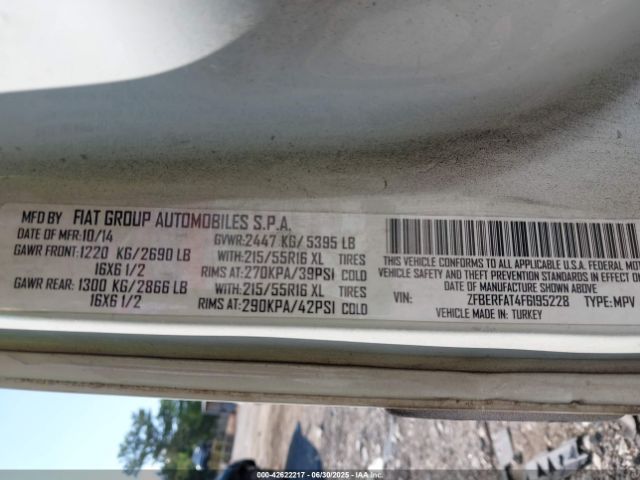 MFD BY FIAT GROUP AUTOMOBILES S.P.A.
DATE OF MFR:10/14 GVWR:2447 KG/5395 LB
GAWR FRONT:1220 KG/2690 LB WITH:215/55R16 XL TIRES
16X6 1/2 RIMS AT:270KPA/39PSI COLD
GAWR REAR:1300 KG/2866 LB WITH:215/55R16 XL TIRES
16X6 1/2 RIMS AT:290KPA/42PSI COLD
THIS VEHICLE CONFORMS TO ALL APPLICABLE U.S.A. FEDERAL MOTOR
VEHICLE SAFETY AND THEFT PREVENTION STANDARDS IN EFFECT
DATE OF MANUFACTURE SHOWN ABOVE
VIN: ZFBERFAT4F6195228 TYPE:MPV
VEHICLE MADE IN: TURKEY
000-42622217 - 06/30/2025 - IAAI.COM